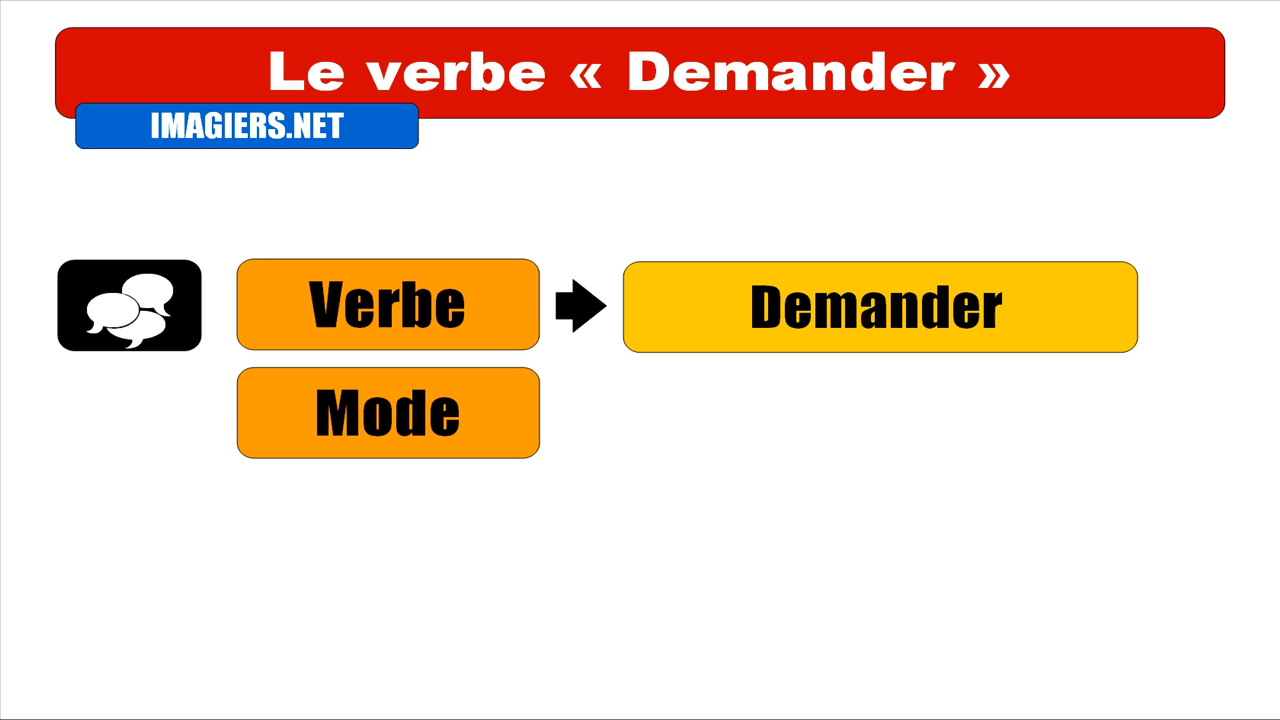 Le verbe « Demander »
IMAGIERS.NET
Verbe
Demander
Mode